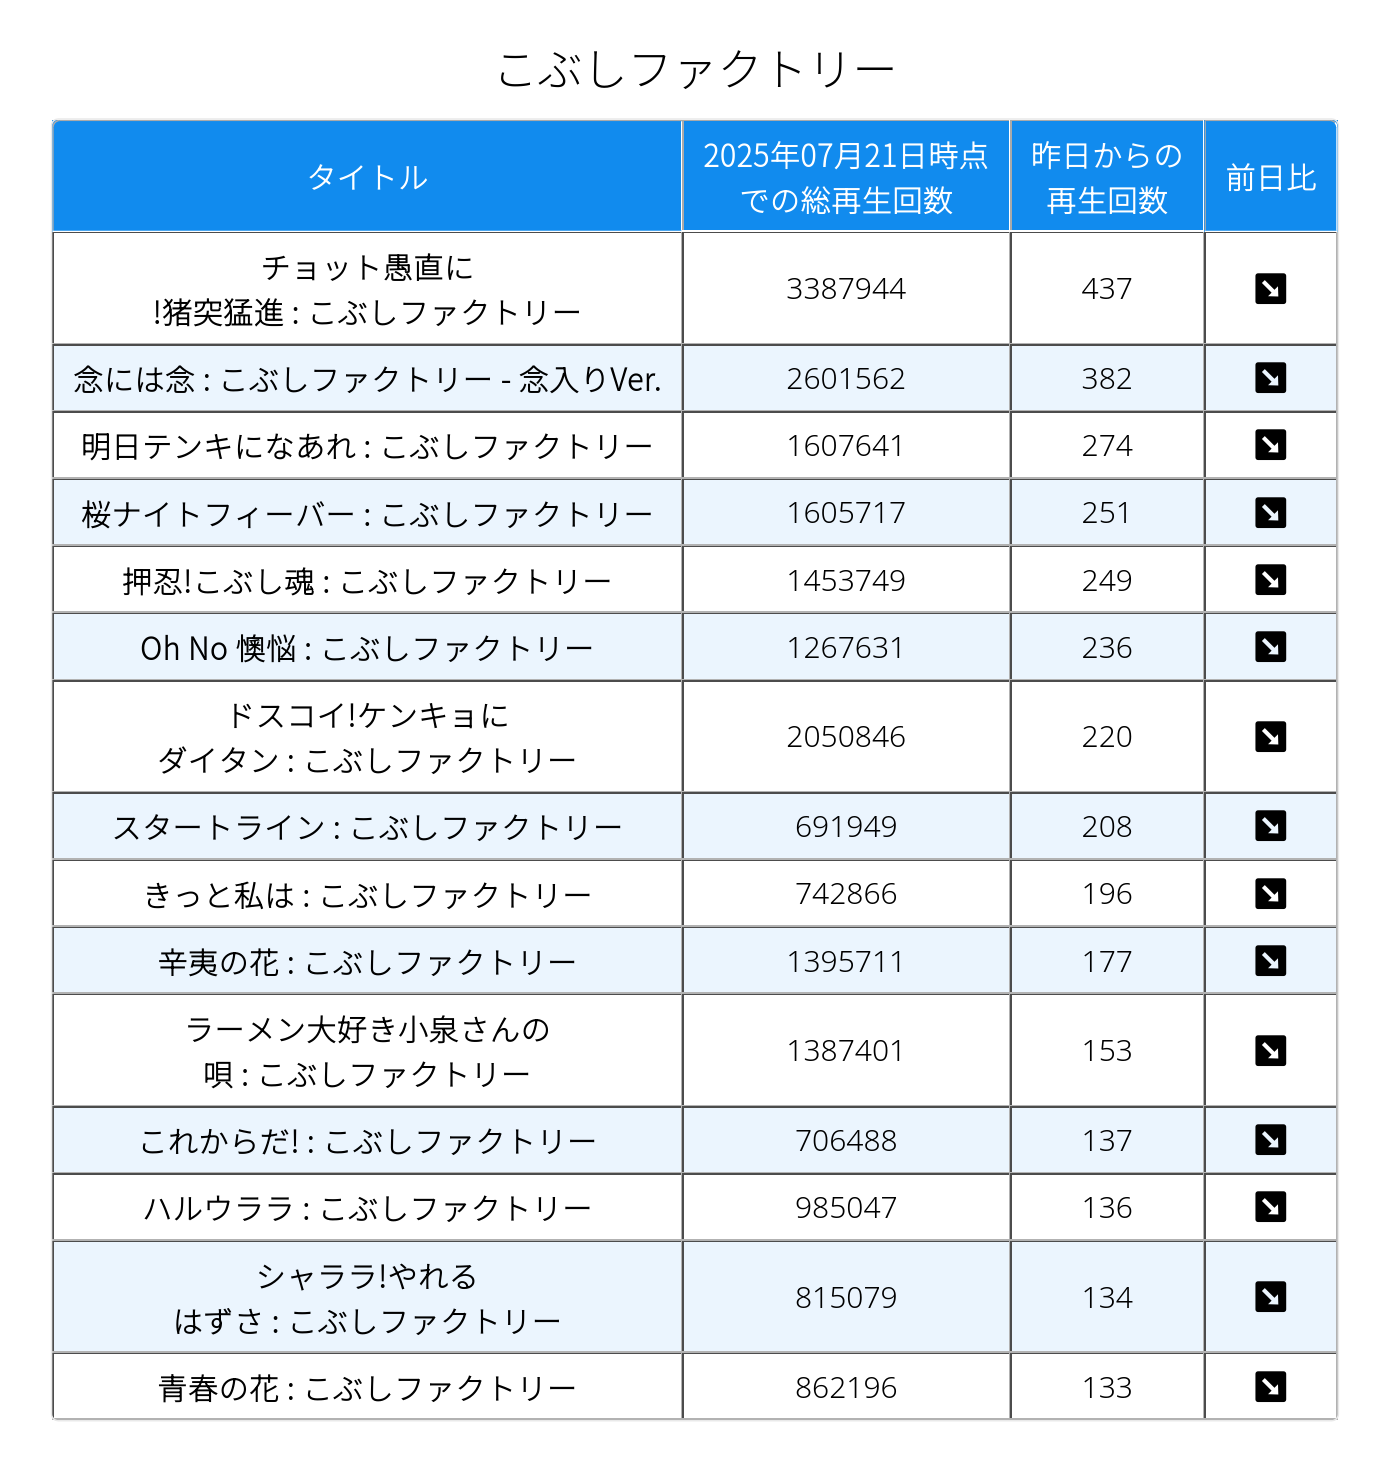 こぶしファクトリー
タイトル
2025年07月21日時点
での総再生回数
昨日からの
再生回数
前日比
チョット愚直に
!猪突猛進 : こぶしファクトリー
3387944
437
念には念 : こぶしファクトリー - 念入りVer.
2601562
382
明日テンキになあれ : こぶしファクトリー
1607641
274
桜ナイトフィーバー : こぶしファクトリー
1605717
251
押忍!こぶし魂 : こぶしファクトリー
1453749
249
Oh No 懊悩 : こぶしファクトリー
1267631
236
ドスコイ!ケンキョに
ダイタン : こぶしファクトリー
2050846
220
スタートライン : こぶしファクトリー
691949
208
きっと私は : こぶしファクトリー
742866
196
辛夷の花 : こぶしファクトリー
1395711
177
ラーメン大好き小泉さんの
唄 : こぶしファクトリー
1387401
153
これからだ! : こぶしファクトリー
706488
137
ハルウララ : こぶしファクトリー
985047
136
シャララ!やれる
はずさ : こぶしファクトリー
815079
134
青春の花 : こぶしファクトリー
862196
133